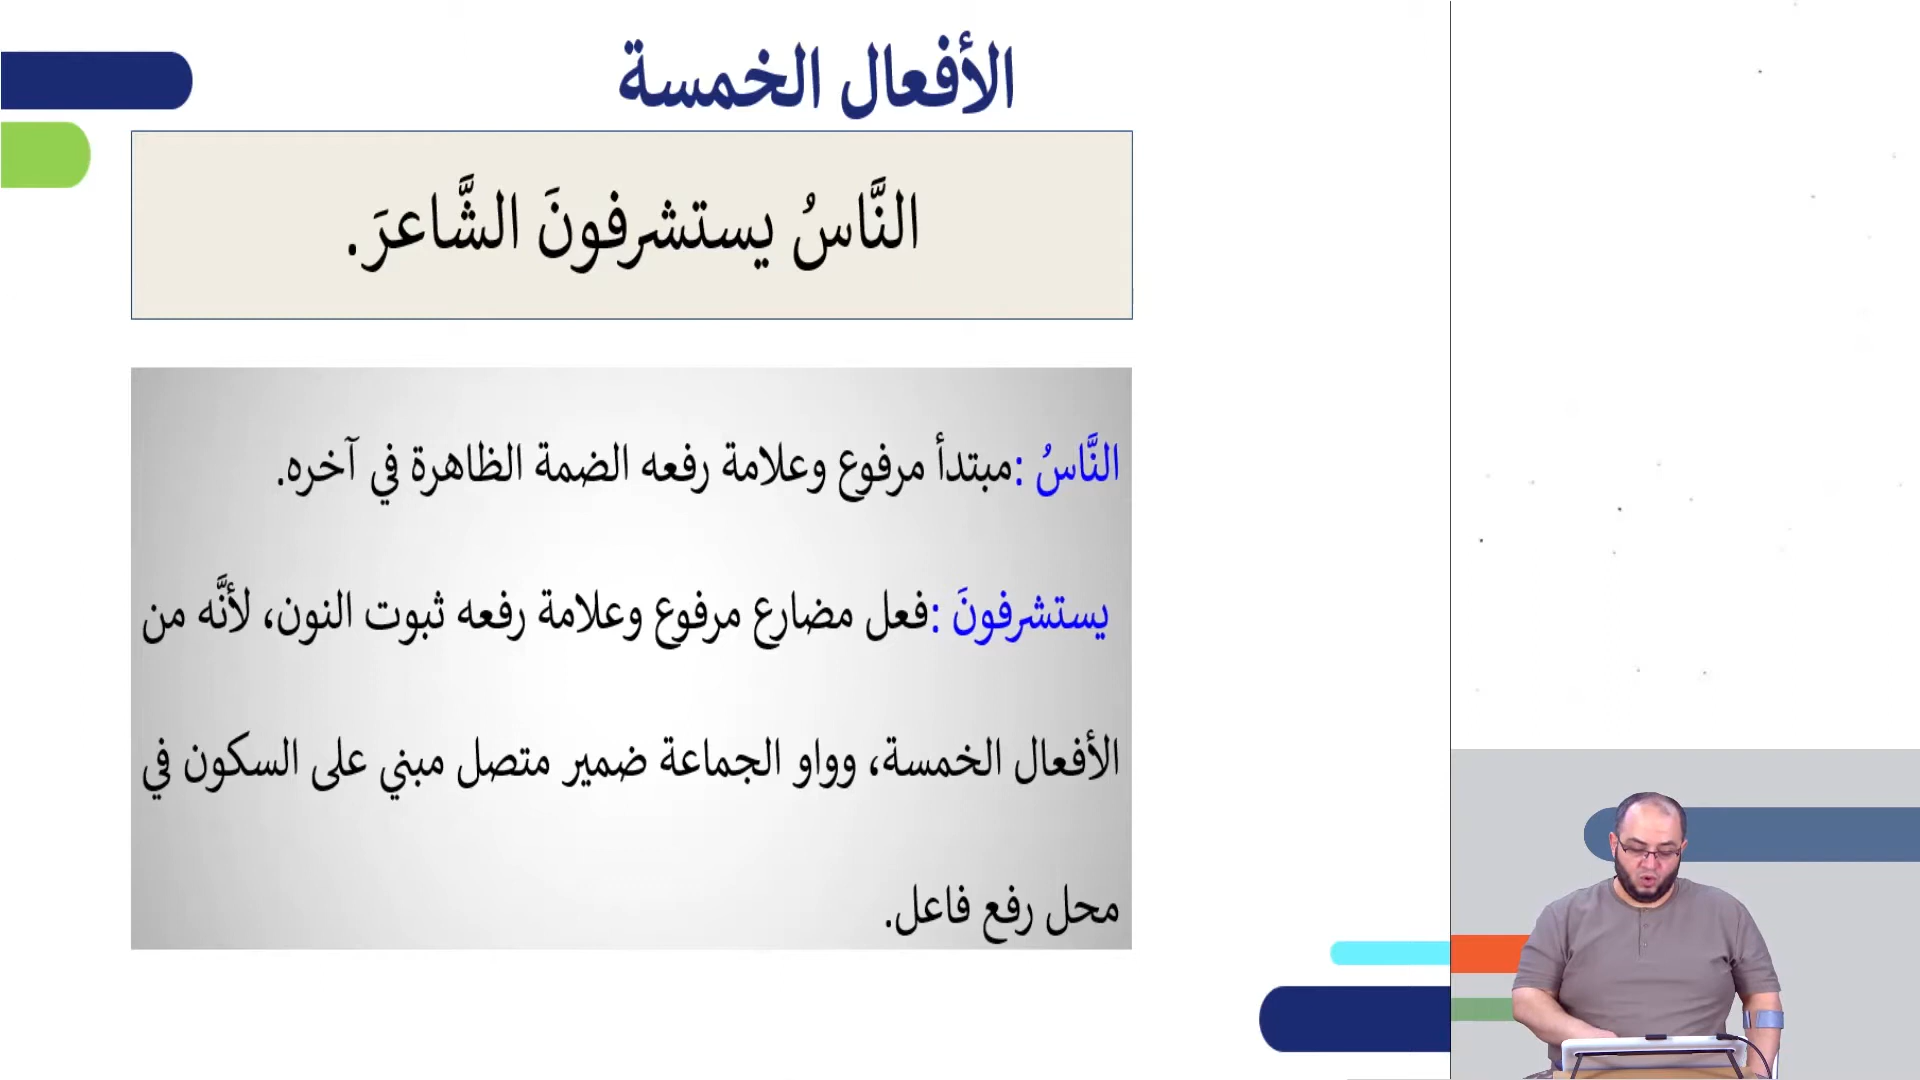 الأفعال الخمسة
النَّاسُ يستشرفونَ الشَّاعرَ.
النَّاسُ :مبتدأ مرفوع وعلامة رفعه الضمة الظاهرة في آخره.
يستشرفونَ :فعل مضارع مرفوع وعلامة رفعه ثبوت النون، لأنَّه من
الأفعال الخمسة، وواو الجماعة ضمير متصل مبني على السكون في
محل رفع فاعل.